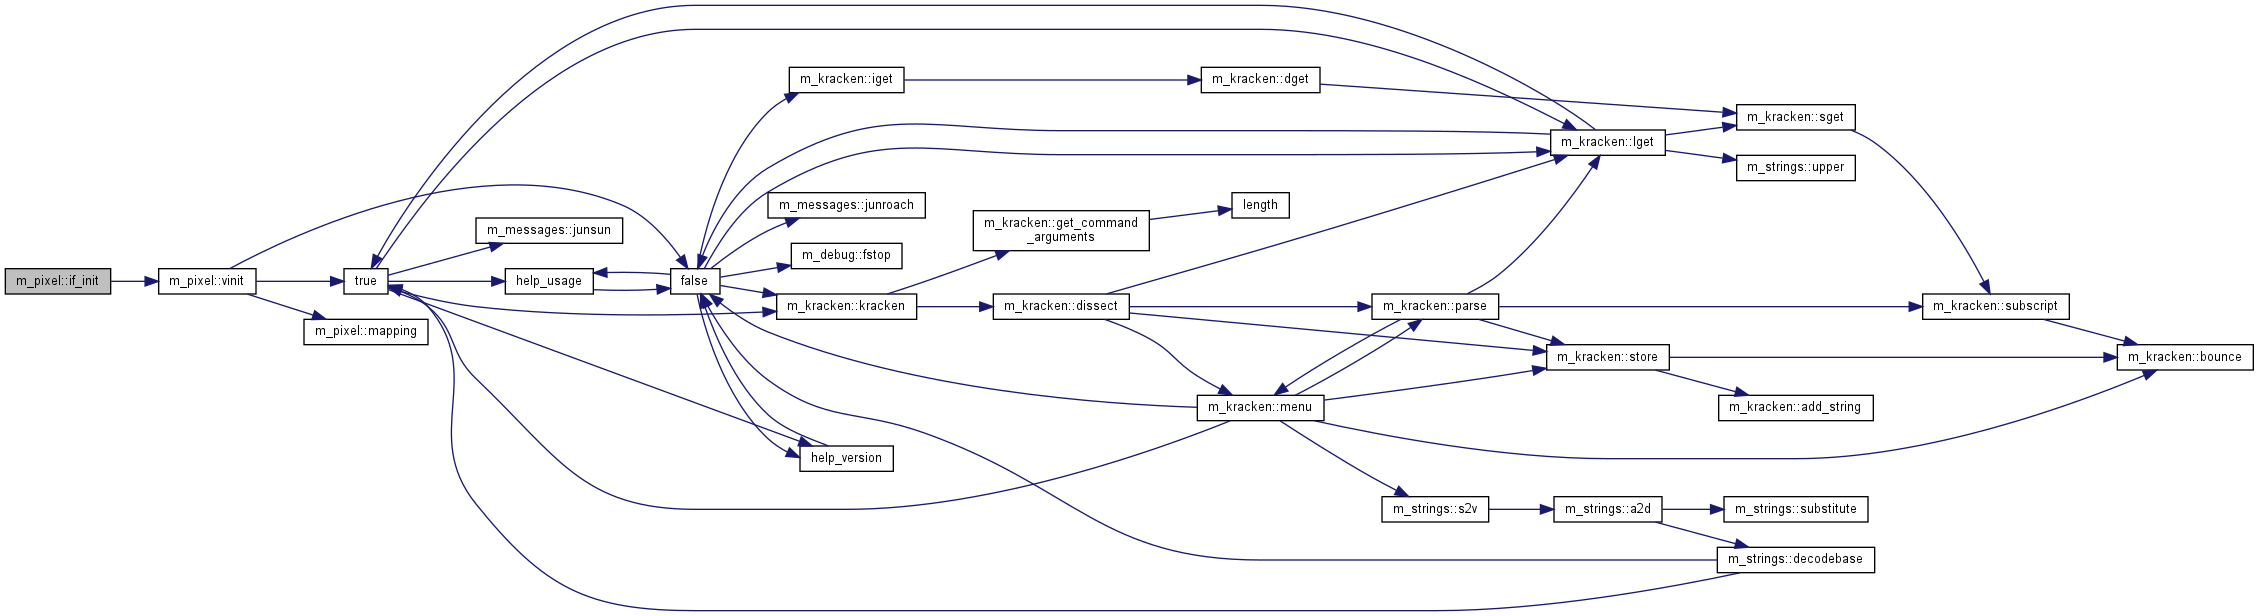 m_pixel::if_init
m_pixel::vinit
true
m_pixel::mapping
m_messages::junsun
help_usage
false
m_kracken::iget
m_messages::junroach
m_debug::fstop
m_kracken::kracken
help_version
m_kracken::get_command
_arguments
m_kracken::dissect
m_kracken::dget
length
m_kracken::menu
m_kracken::parse
m_strings::s2v
m_kracken::lget
m_kracken::store
m_strings::a2d
m_kracken::sget
m_strings::upper
m_kracken::add_string
m_strings::substitute
m_strings::decodebase
m_kracken::subscript
m_kracken::bounce